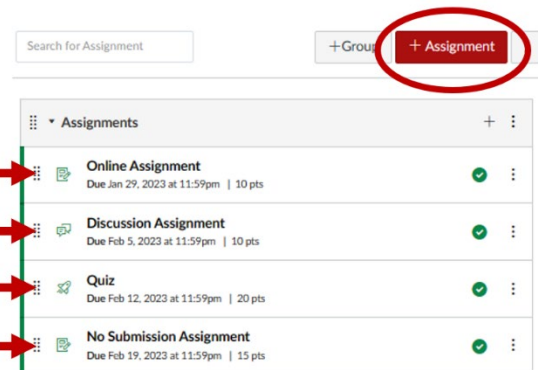 Search for Assignment
+Group
+ Assignment
Assignments
Online Assignment
Due Jan 29, 2023 at 11:59pm | 10 pts
Discussion Assignment
Due Feb 5, 2023 at 11:59pm | 10 pts
Quiz
Due Feb 12, 2023 at 11:59pm | 20 pts
No Submission Assignment
Due Feb 19, 2023 at 11:59pm | 15 pts